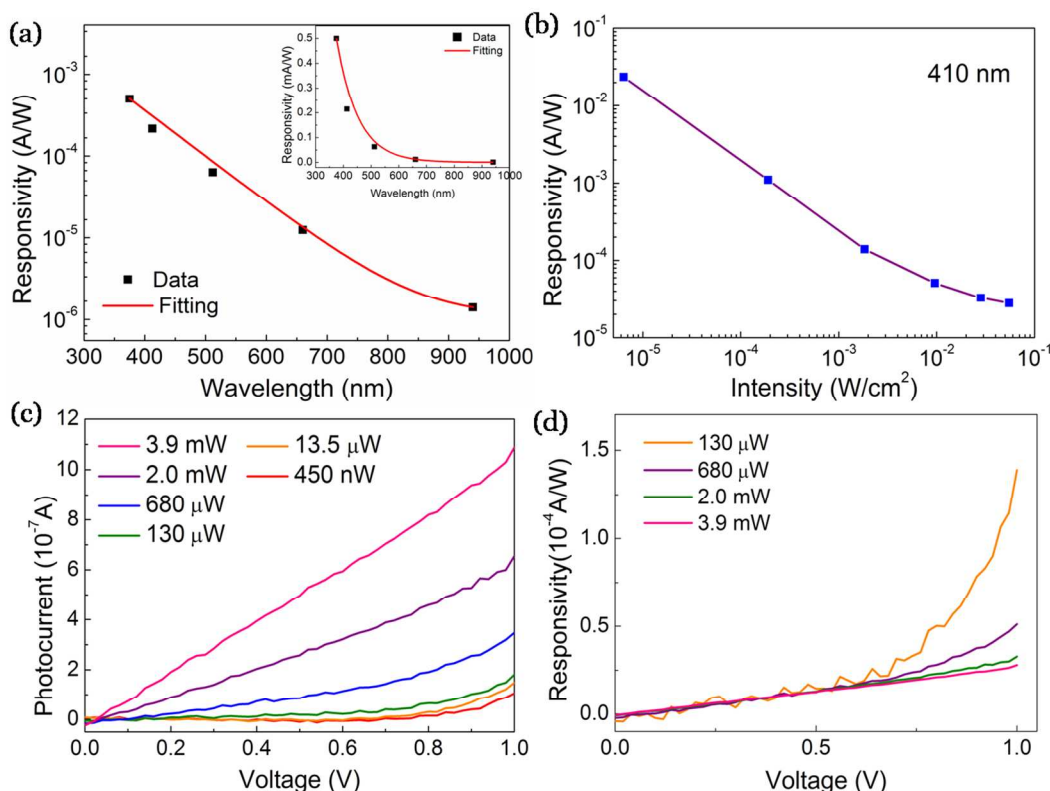 (a)
Responsivity (A/W)
10⁻³
10⁻⁴
10⁻⁵
10⁻⁶
300 400 500 600 700 800 900 1000
Wavelength (nm)
Data
Fitting
Responsivity (mA/W)
0.5
0.4
0.3
0.2
0.1
0.0
300 400 500 600 700 800 900 1000
Wavelength (nm)
Data
Fitting
(b)
410 nm
Responsivity (A/W)
10⁻¹
10⁻²
10⁻³
10⁻⁴
10⁻⁵
10⁻⁵ 10⁻⁴ 10⁻³ 10⁻² 10⁻¹
Intensity (W/cm²)
(c)
Photocurrent (10⁻⁷A)
12
10
8
6
4
2
0
0.0 0.2 0.4 0.6 0.8 1.0
Voltage (V)
3.9 mW
2.0 mW
680 μW
130 μW
13.5 μW
450 nW
(d)
Responsivity(10⁻⁴A/W)
1.5
1.0
0.5
0.0
0.0 0.5 1.0
Voltage (V)
130 μW
680 μW
2.0 mW
3.9 mW